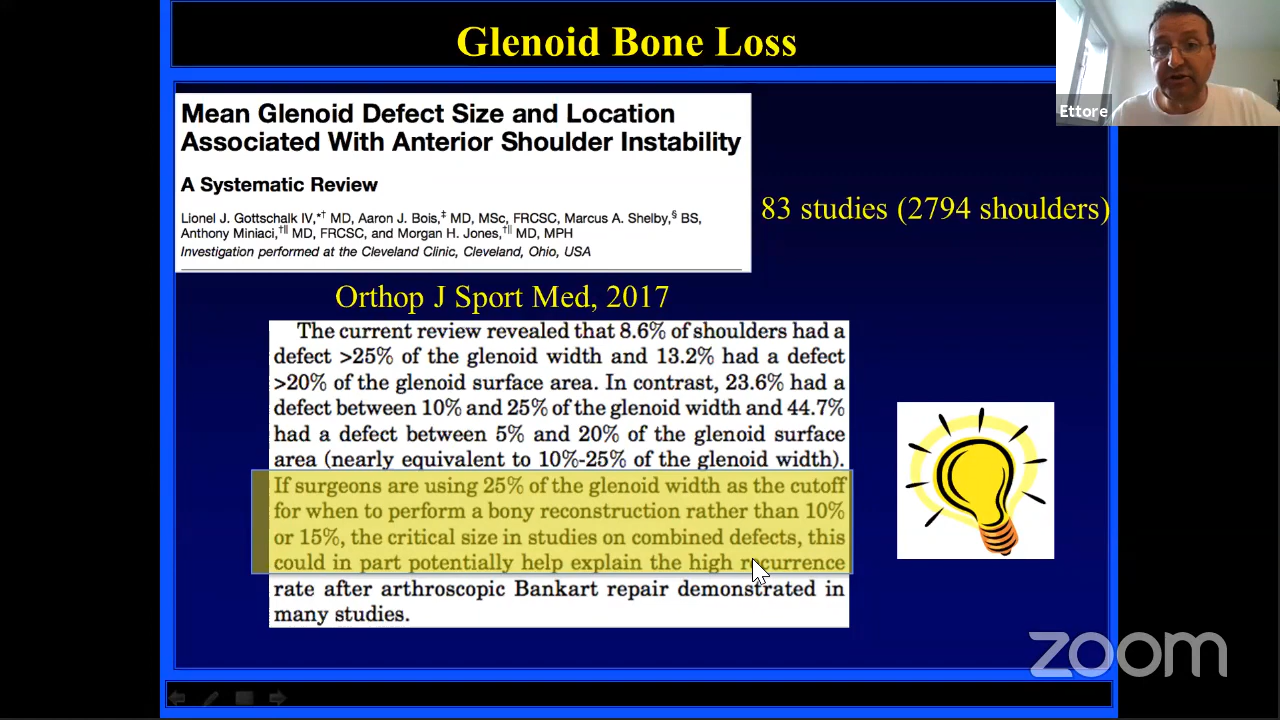 Glenoid Bone Loss
Ettore
Mean Glenoid Defect Size and Location
Associated With Anterior Shoulder Instability
A Systematic Review
Lionel J. Gottschalk IV,*† MD, Aaron J. Bois,‡ MD, MSc, FRCSC, Marcus A. Shelby,§ BS,
Anthony Miniaci,†|| MD, FRCSC, and Morgan H. Jones,†|| MD, MPH
Investigation performed at the Cleveland Clinic, Cleveland, Ohio, USA
83 studies (2794 shoulders)
Orthop J Sport Med, 2017
The current review revealed that 8.6% of shoulders had a
defect >25% of the glenoid width and 13.2% had a defect
>20% of the glenoid surface area. In contrast, 23.6% had a
defect between 10% and 25% of the glenoid width and 44.7%
had a defect between 5% and 20% of the glenoid surface
area (nearly equivalent to 10%-25% of the glenoid width).
If surgeons are using 25% of the glenoid width as the cutoff
for when to perform a bony reconstruction rather than 10%
or 15%, the critical size in studies on combined defects, this
could in part potentially help explain the high recurrence
rate after arthroscopic Bankart repair demonstrated in
many studies.
zoom